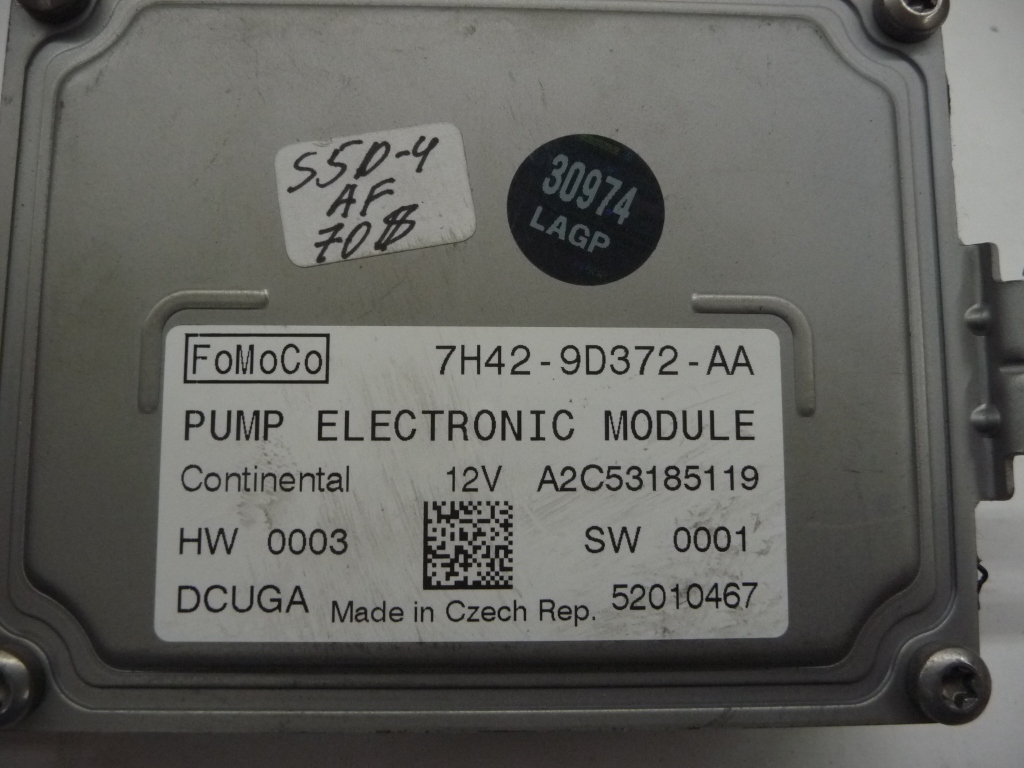 S5D-4
AF
70$
30974
LAGP
FoMoCo 7H42-9D372-AA
PUMP ELECTRONIC MODULE
Continental 12V A2C53185119
HW 0003 SW 0001
DCUGA Made in Czech Rep. 52010467